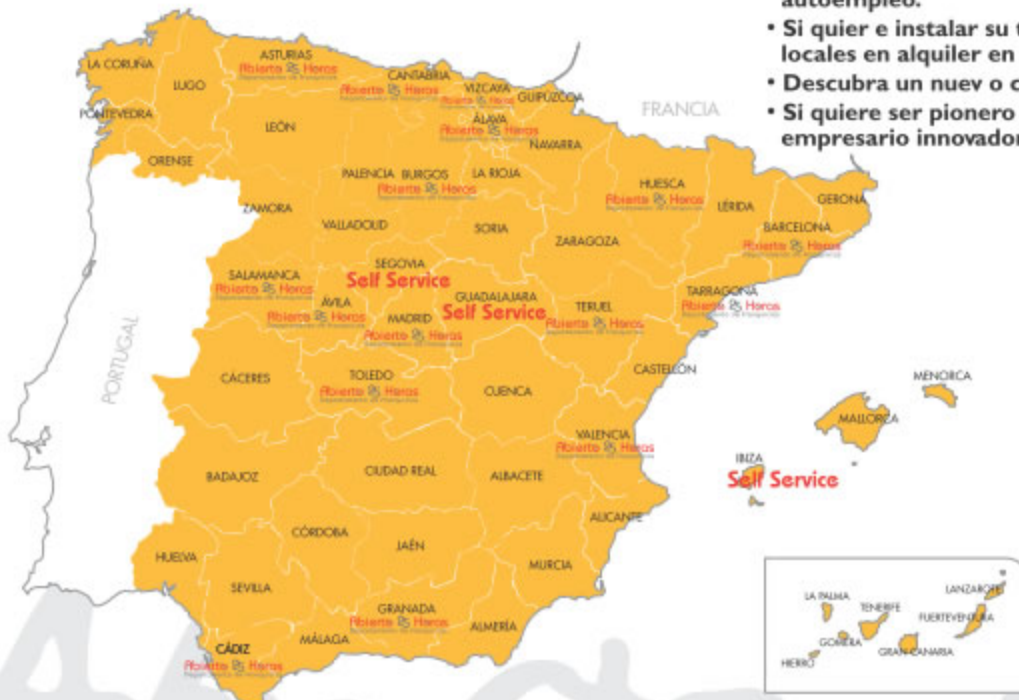 autoempleo.
• Si quier e instalar su t
locales en alquiler en
• Descubra un nuev o c
• Si quiere ser pionero
empresario innovador
LA CORUÑA
LUGO
ASTURIAS
Abierto 25 Horas
CANTABRIA
Abierto 25 Horas
VIZCAYA
Abierto 25 Horas
GUIPÚZCOA
FRANCIA
PONTEVEDRA
LEÓN
ÁLAVA
Abierto 25 Horas
NAVARRA
ORENSE
PALENCIA
BURGOS
Abierto 25 Horas
LA RIOJA
HUESCA
Abierto 25 Horas
LÉRIDA
GERONA
ZAMORA
VALLADOLID
SORIA
ZARAGOZA
BARCELONA
Abierto 25 Horas
SALAMANCA
Abierto 25 Horas
SEGOVIA
Self Service
GUADALAJARA
Self Service
TERUEL
Abierto 25 Horas
TARRAGONA
Abierto 25 Horas
ÁVILA
Abierto 25 Horas
MADRID
Abierto 25 Horas
PORTUGAL
CÁCERES
TOLEDO
Abierto 25 Horas
CUENCA
CASTELLÓN
MENORCA
MALLORCA
VALENCIA
Abierto 25 Horas
IBIZA
Self Service
BADAJOZ
CIUDAD REAL
ALBACETE
ALICANTE
CÓRDOBA
JAÉN
MURCIA
HUELVA
SEVILLA
GRANADA
Abierto 25 Horas
ALMERÍA
MÁLAGA
CÁDIZ
Abierto 25 Horas
LA PALMA
TENERIFE
LANZAROTE
FUERTEVENTURA
GOMERA
GRAN CANARIA
HIERRO